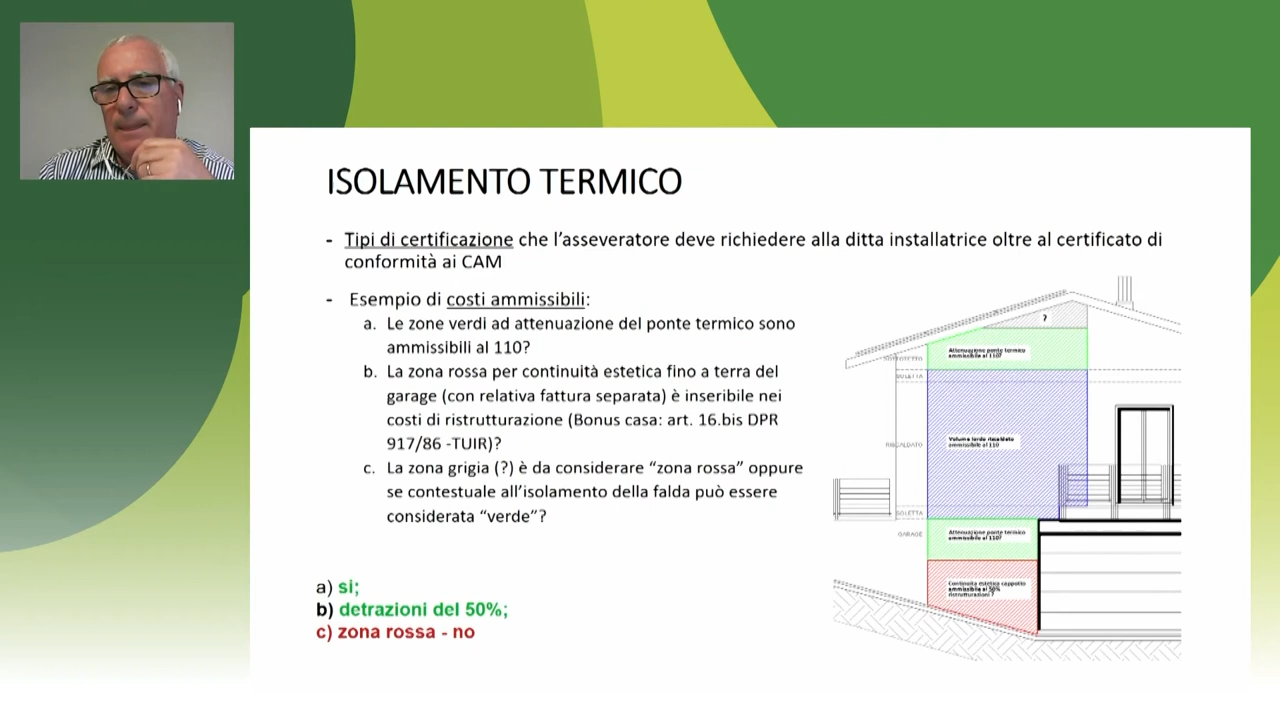 ISOLAMENTO TERMICO
- Tipi di certificazione che l'asseveratore deve richiedere alla ditta installatrice oltre al certificato di
conformità ai CAM
- Esempio di costi ammissibili:
a. Le zone verdi ad attenuazione del ponte termico sono
ammissibili al 110?
b. La zona rossa per continuità estetica fino a terra del
garage (con relativa fattura separata) è inseribile nei
costi di ristrutturazione (Bonus casa: art. 16.bis DPR
917/86 -TUIR)?
c. La zona grigia (?) è da considerare “zona rossa” oppure
se contestuale all'isolamento della falda può essere
considerata “verde”?
a) si;
b) detrazioni del 50%;
c) zona rossa - no
?
Attenuazione ponte termico
ammissibile al 110?
SOTTOTETTO
SOLETTA
Volume lordo riscaldato
ammissibile al 110
RISCALDATO
SOLETTA
GARAGE
Attenuazione ponte termico
ammissibile al 110?
Continuità estetica cappotto
ammissibile al 50%
ristrutturazioni ?